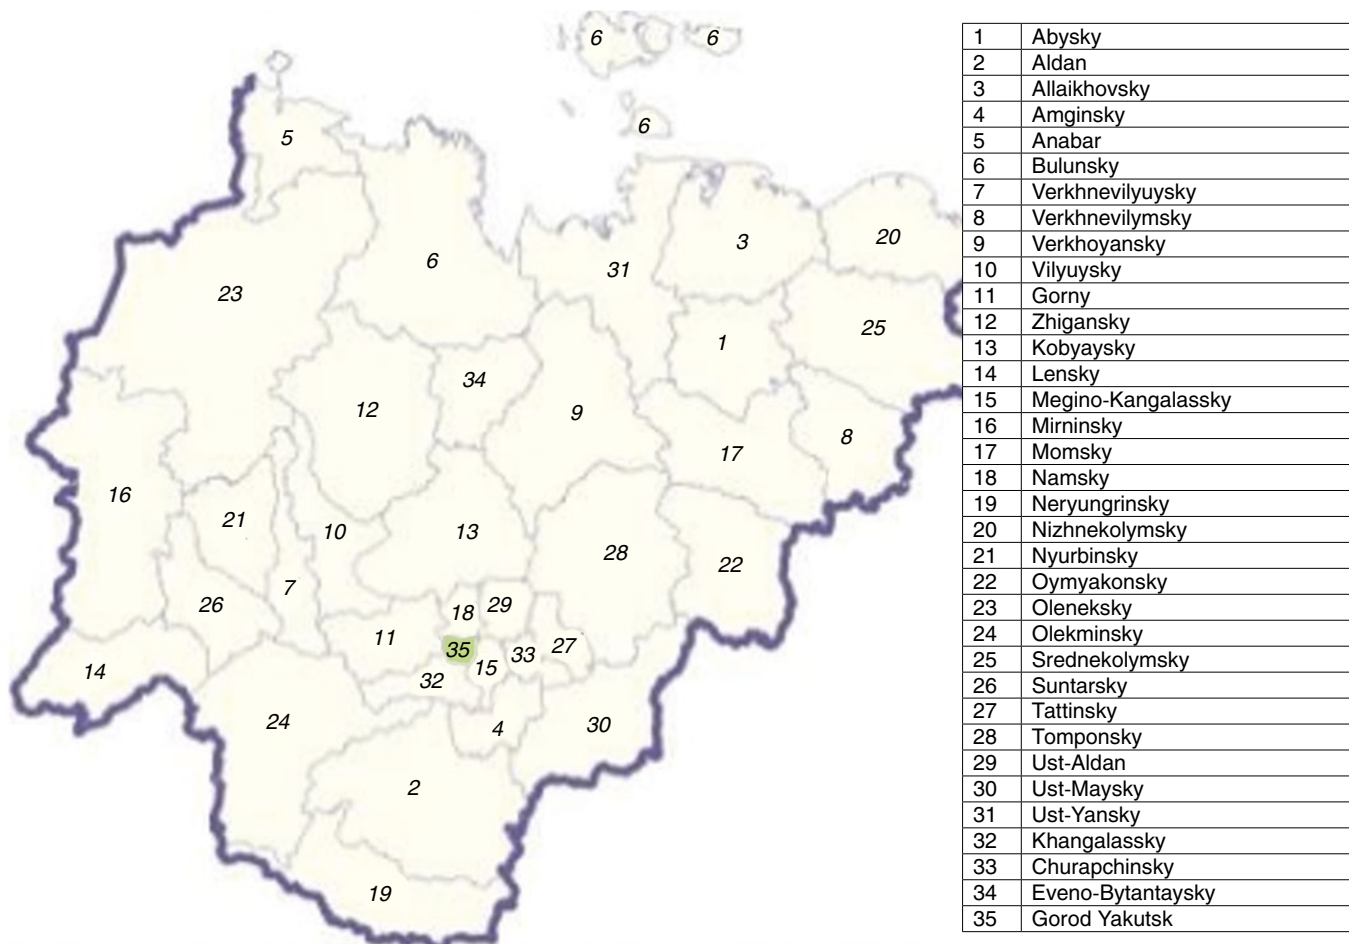 6 6
6
5
3
20
6
31
23
25
1
34
12
9
8
17
16
21
10
13
28
22
7
26
18
29
11
35
33
27
15
14
32
24
4
30
2
19
1 Abysky
2 Aldan
3 Allaikhovsky
4 Amginsky
5 Anabar
6 Bulunsky
7 Verkhnevilyuysky
8 Verkhnevilymsky
9 Verkhoyansky
10 Vilyuysky
11 Gorny
12 Zhigansky
13 Kobyaysky
14 Lensky
15 Megino-Kangalassky
16 Mirninsky
17 Momsky
18 Namsky
19 Neryungrinsky
20 Nizhnekolymsky
21 Nyurbinsky
22 Oymyakonsky
23 Oleneksky
24 Olekminsky
25 Srednekolymsky
26 Suntarsky
27 Tattinsky
28 Tomponsky
29 Ust-Aldan
30 Ust-Maysky
31 Ust-Yansky
32 Khangalassky
33 Churapchinsky
34 Eveno-Bytantaysky
35 Gorod Yakutsk